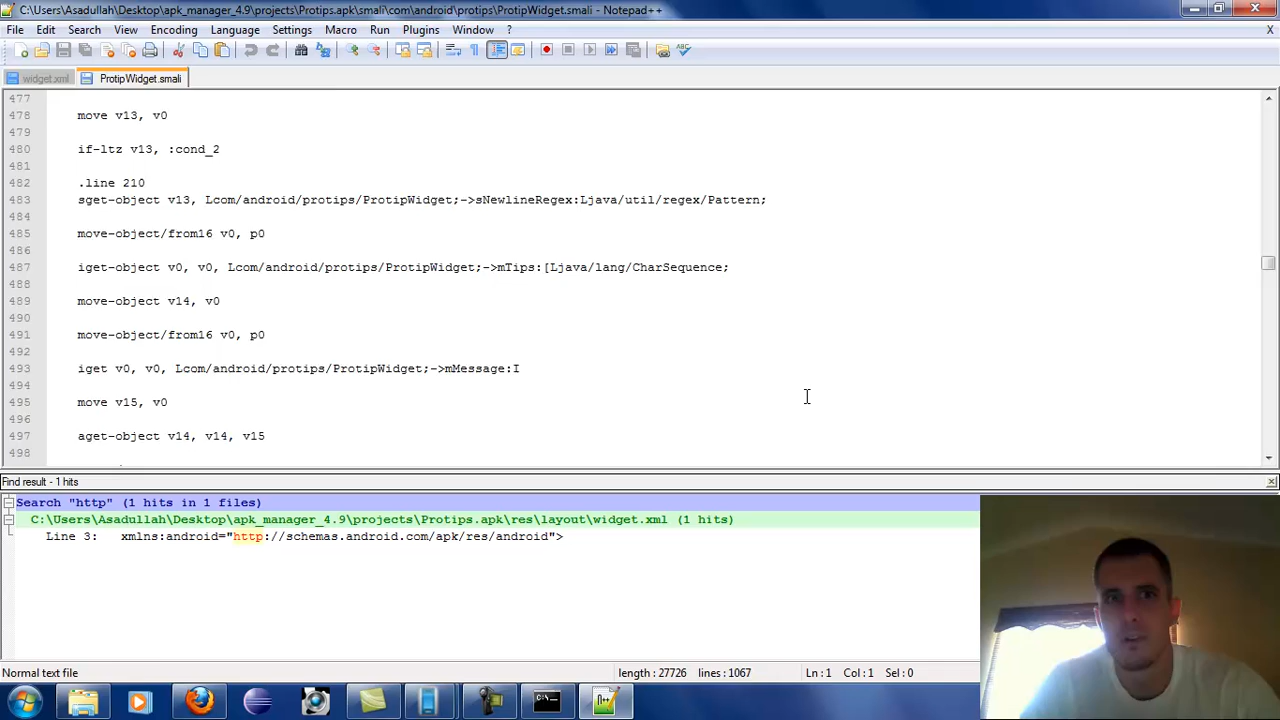 C:\Users\Asadullah\Desktop\apk_manager_4.9\projects\Protips.apk\smali\com\android\protips\ProtipWidget.smali - Notepad++
File Edit Search View Encoding Language Settings Macro Run Plugins Window ? X
widget.xml ProtipWidget.smali
477
478 move v13, v0
479
480 if-ltz v13, :cond_2
481
482 .line 210
483 sget-object v13, Lcom/android/protips/ProtipWidget;->sNewlineRegex:Ljava/util/regex/Pattern;
484
485 move-object/from16 v0, p0
486
487 iget-object v0, v0, Lcom/android/protips/ProtipWidget;->mTips:[Ljava/lang/CharSequence;
488
489 move-object v14, v0
490
491 move-object/from16 v0, p0
492
493 iget v0, v0, Lcom/android/protips/ProtipWidget;->mMessage:I
494
495 move v15, v0
496
497 aget-object v14, v14, v15
498
Find result - 1 hits
Search "http" (1 hits in 1 files)
C:\Users\Asadullah\Desktop\apk_manager_4.9\projects\Protips.apk\res\layout\widget.xml (1 hits)
Line 3: xmlns:android="http://schemas.android.com/apk/res/android">
Normal text file length : 27726 lines : 1067 Ln : 1 Col : 1 Sel : 0